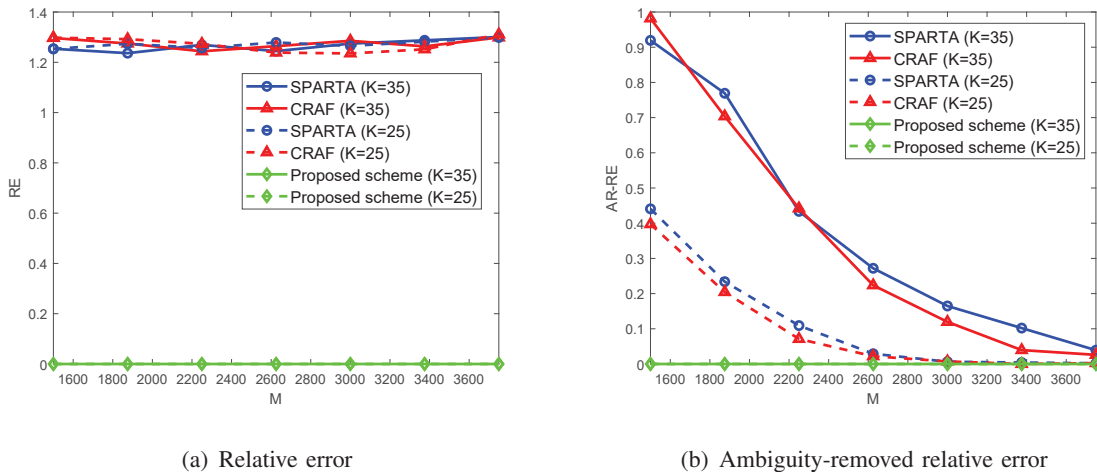 1.4
1.2
1
0.8
0.6
0.4
0.2
0
RE
SPARTA (K=35)
CRAF (K=35)
SPARTA (K=25)
CRAF (K=25)
Proposed scheme (K=35)
Proposed scheme (K=25)
1600 1800 2000 2200 2400 2600 2800 3000 3200 3400 3600
M
(a) Relative error
1
0.9
0.8
0.7
0.6
0.5
0.4
0.3
0.2
0.1
0
AR-RE
SPARTA (K=35)
CRAF (K=35)
SPARTA (K=25)
CRAF (K=25)
Proposed scheme (K=35)
Proposed scheme (K=25)
1600 1800 2000 2200 2400 2600 2800 3000 3200 3400 3600
M
(b) Ambiguity-removed relative error